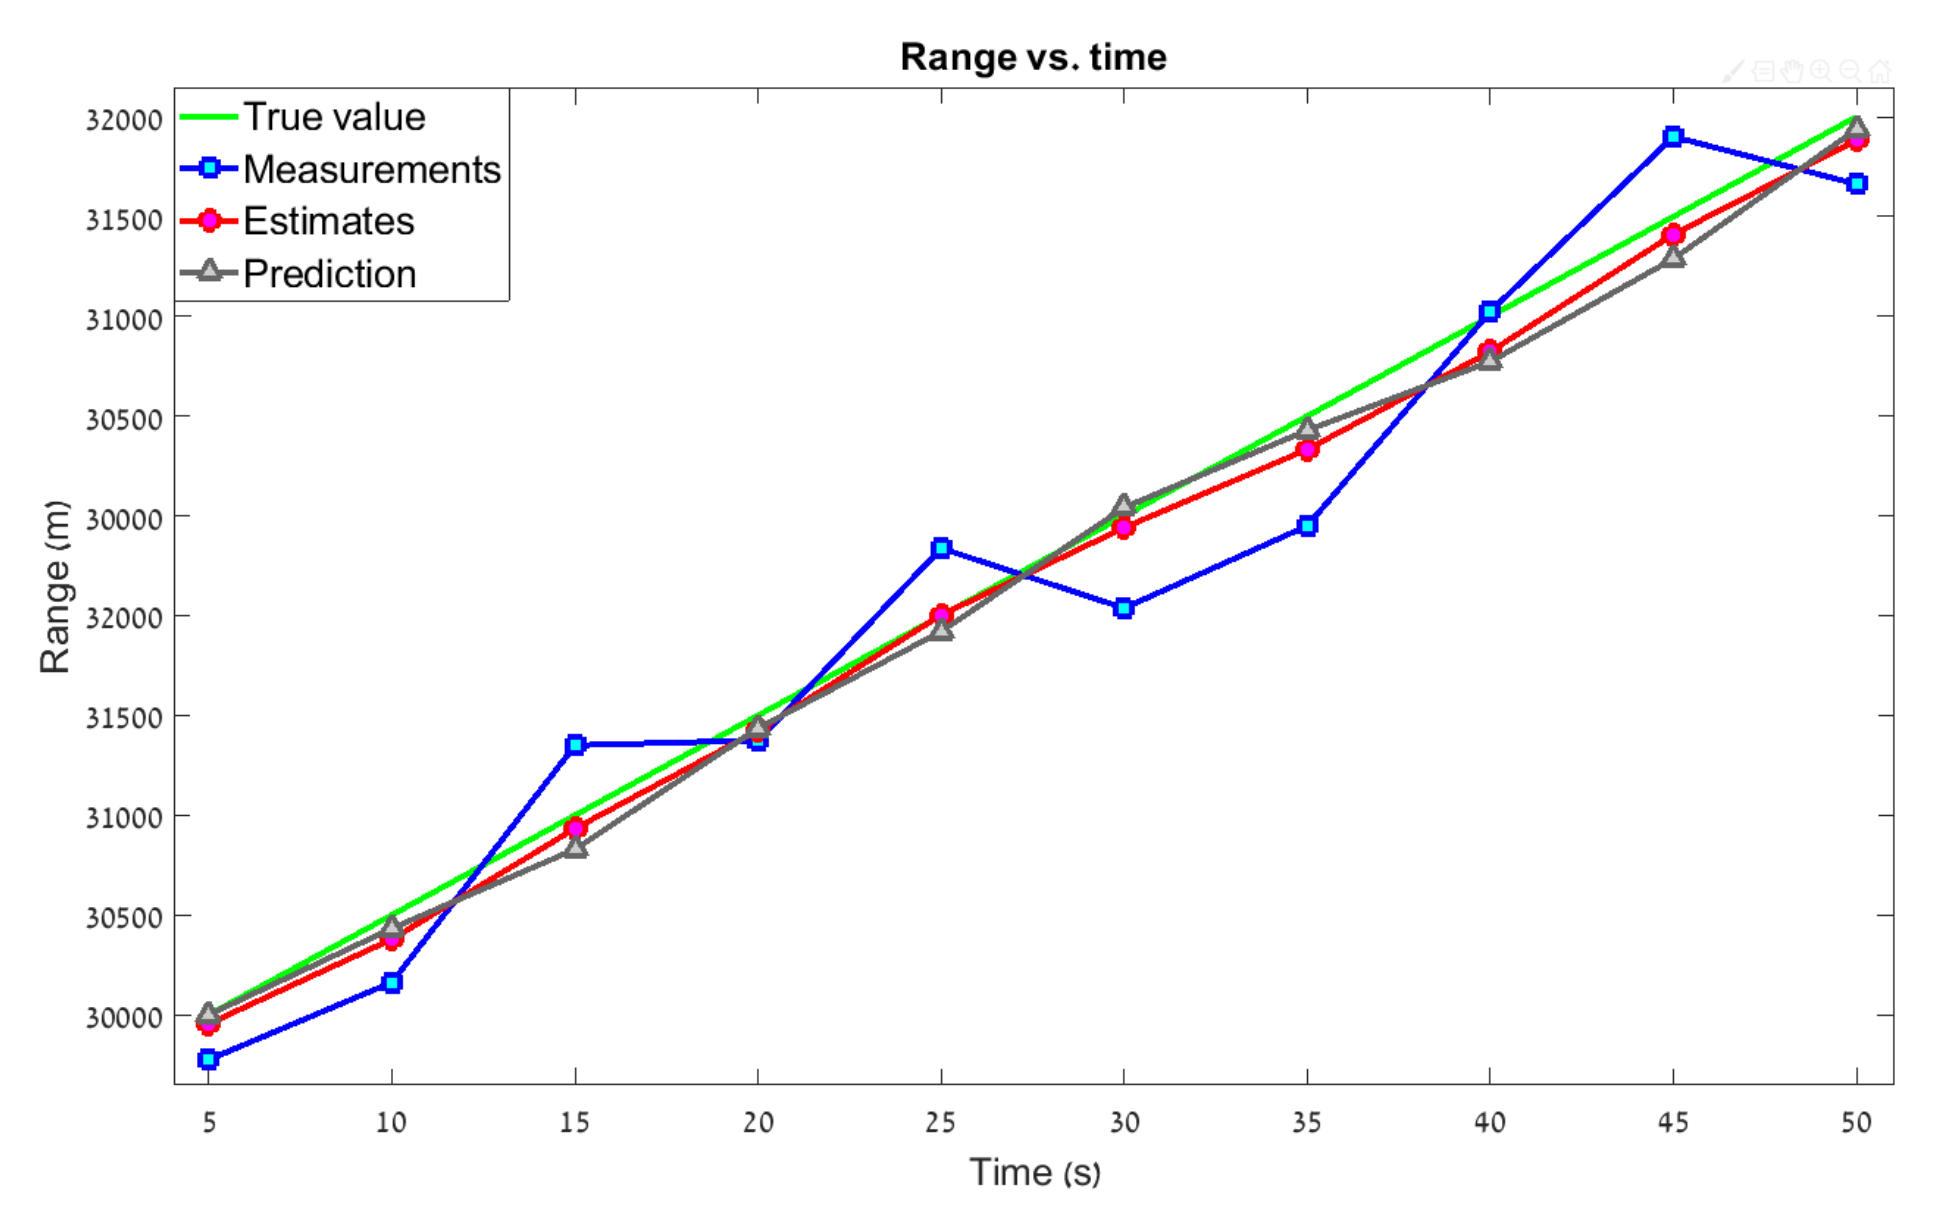 Range vs. time
True value
Measurements
Estimates
Prediction
32000
31500
31000
30500
30000
32000
31500
31000
30500
30000
Range (m)
5 10 15 20 25 30 35 40 45 50
Time (s)